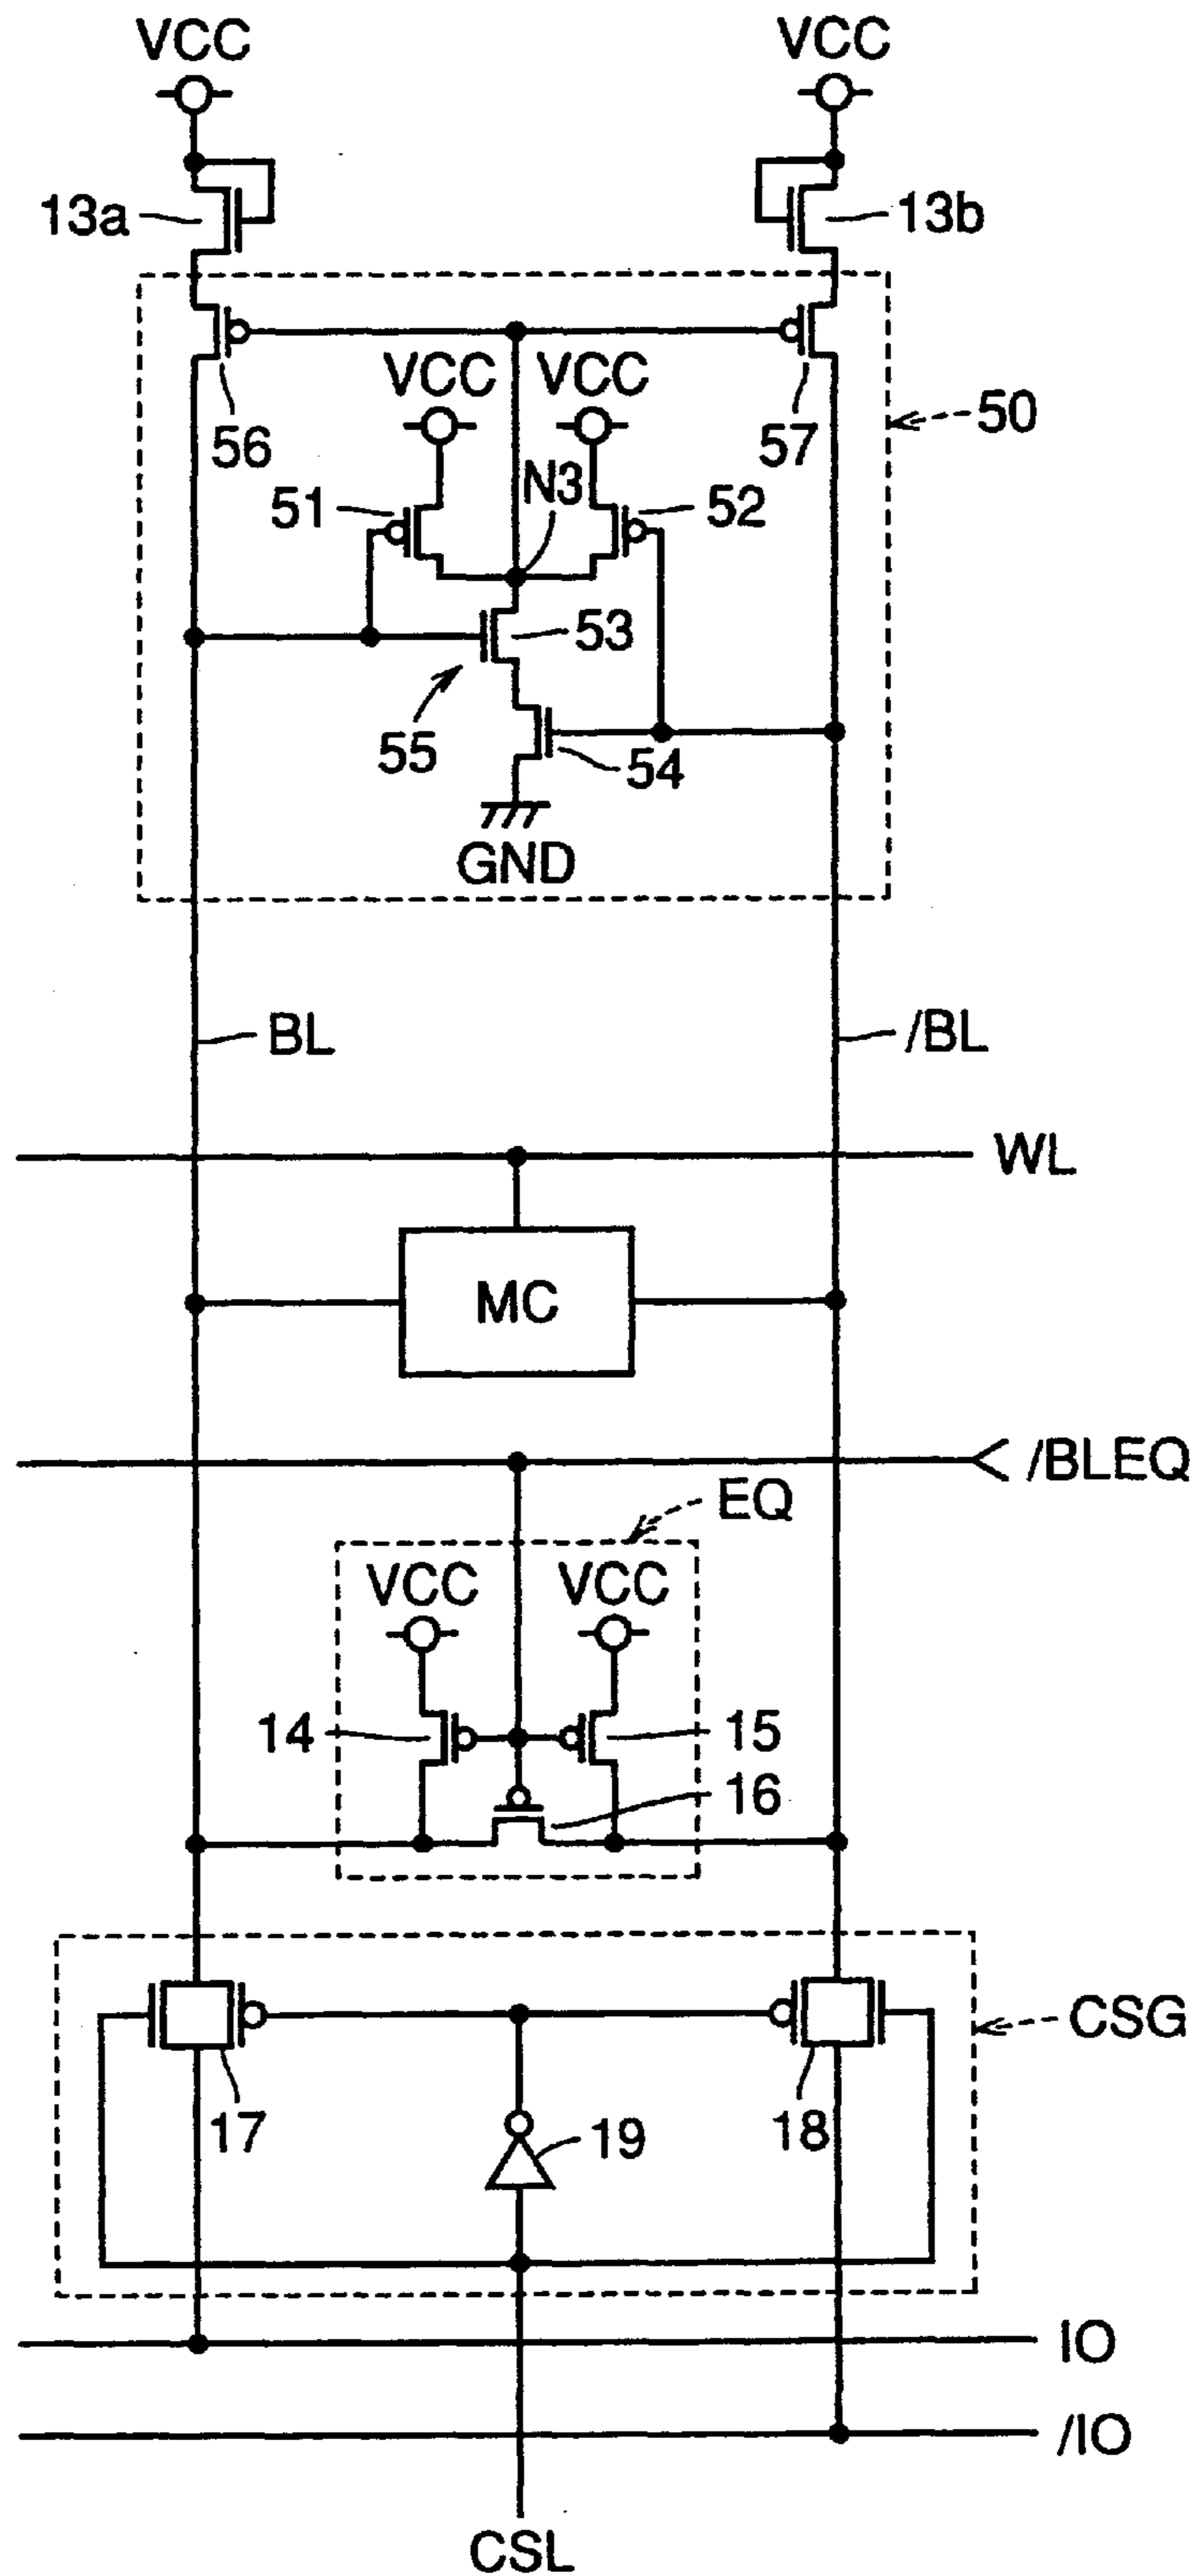 VCC VCC
13a 13b
56 VCC VCC 57 50
51 N3 52
53
55 54
GND
BL /BL
WL
MC
/BLEQ
EQ
VCC VCC
14 15
16
CSG
17 18
19
IO
/IO
CSL